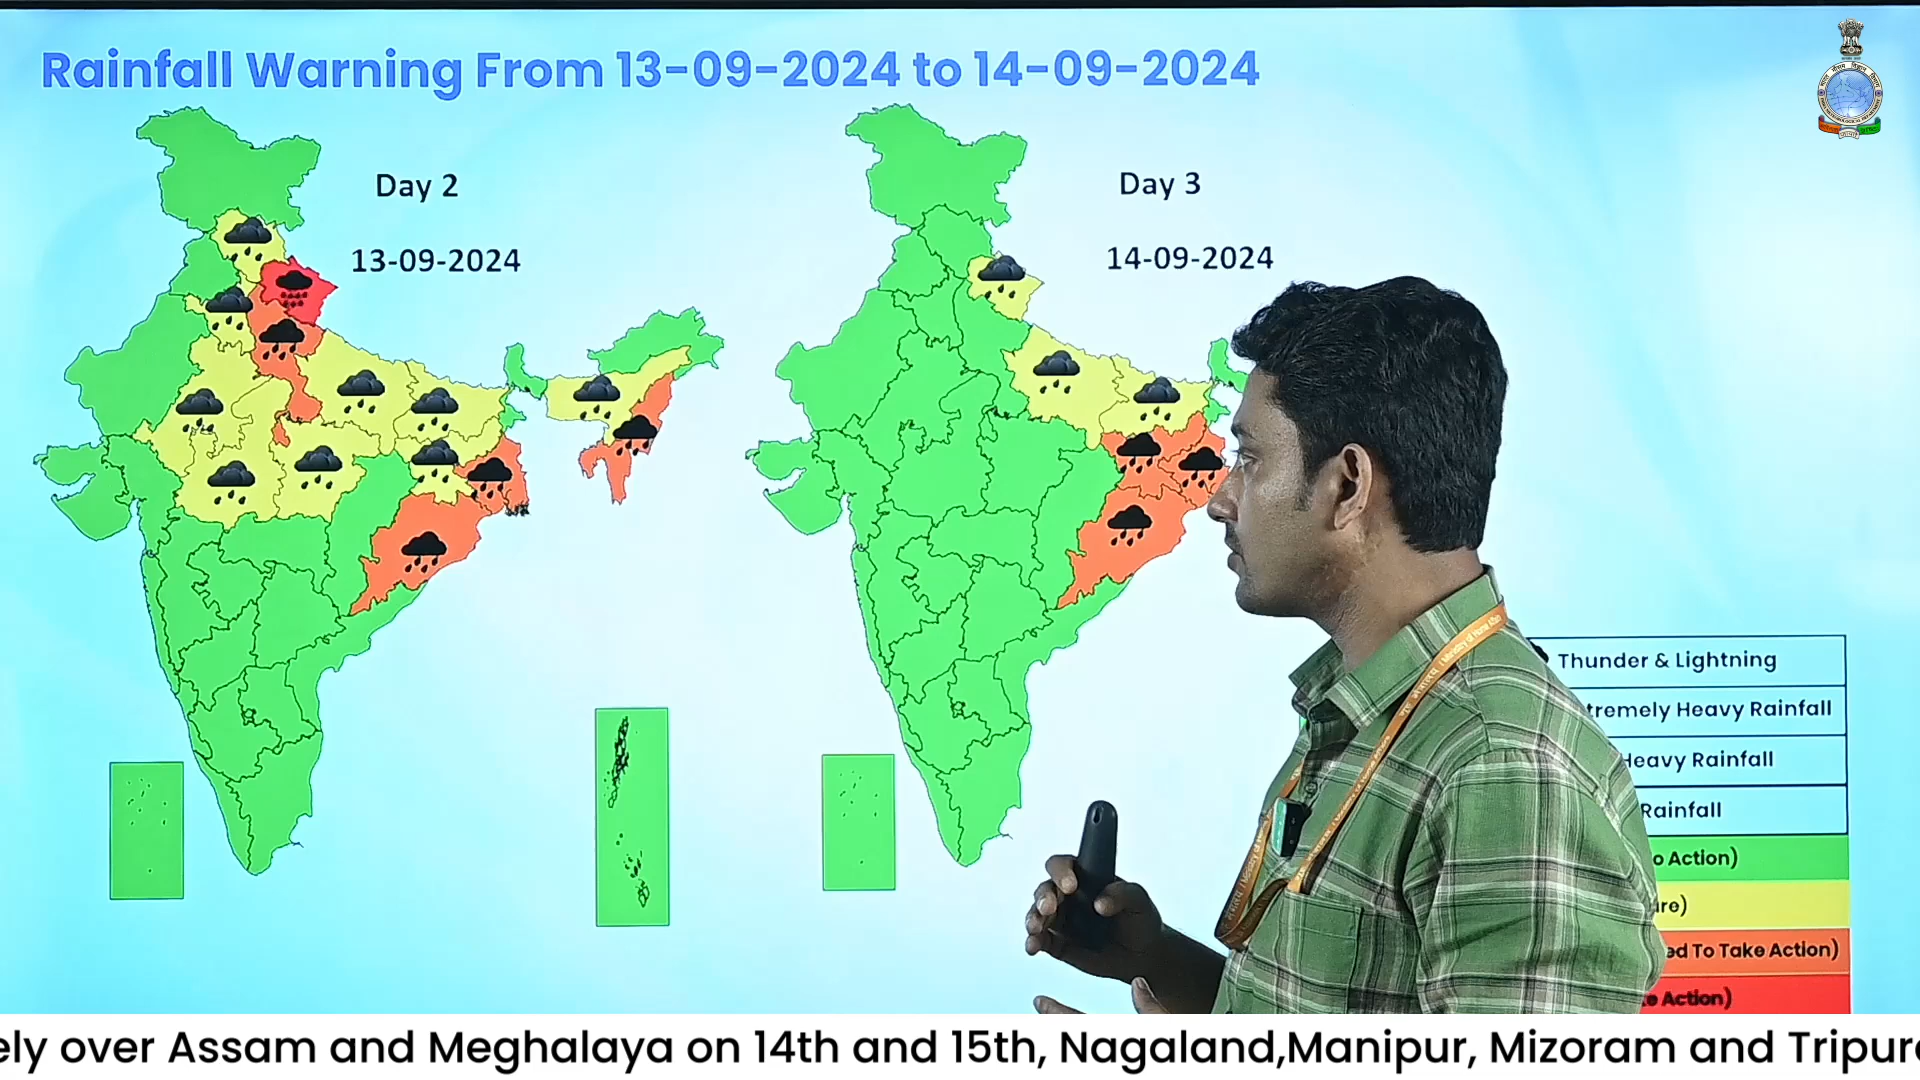 Rainfall Warning From 13-09-2024 to 14-09-2024
Day 2
13-09-2024
Day 3
14-09-2024
Thunder & Lightning
tremely Heavy Rainfall
Heavy Rainfall
Rainfall
o Action)
re)
ed To Take Action)
e Action)
ely over Assam and Meghalaya on 14th and 15th, Nagaland,Manipur, Mizoram and Tripura